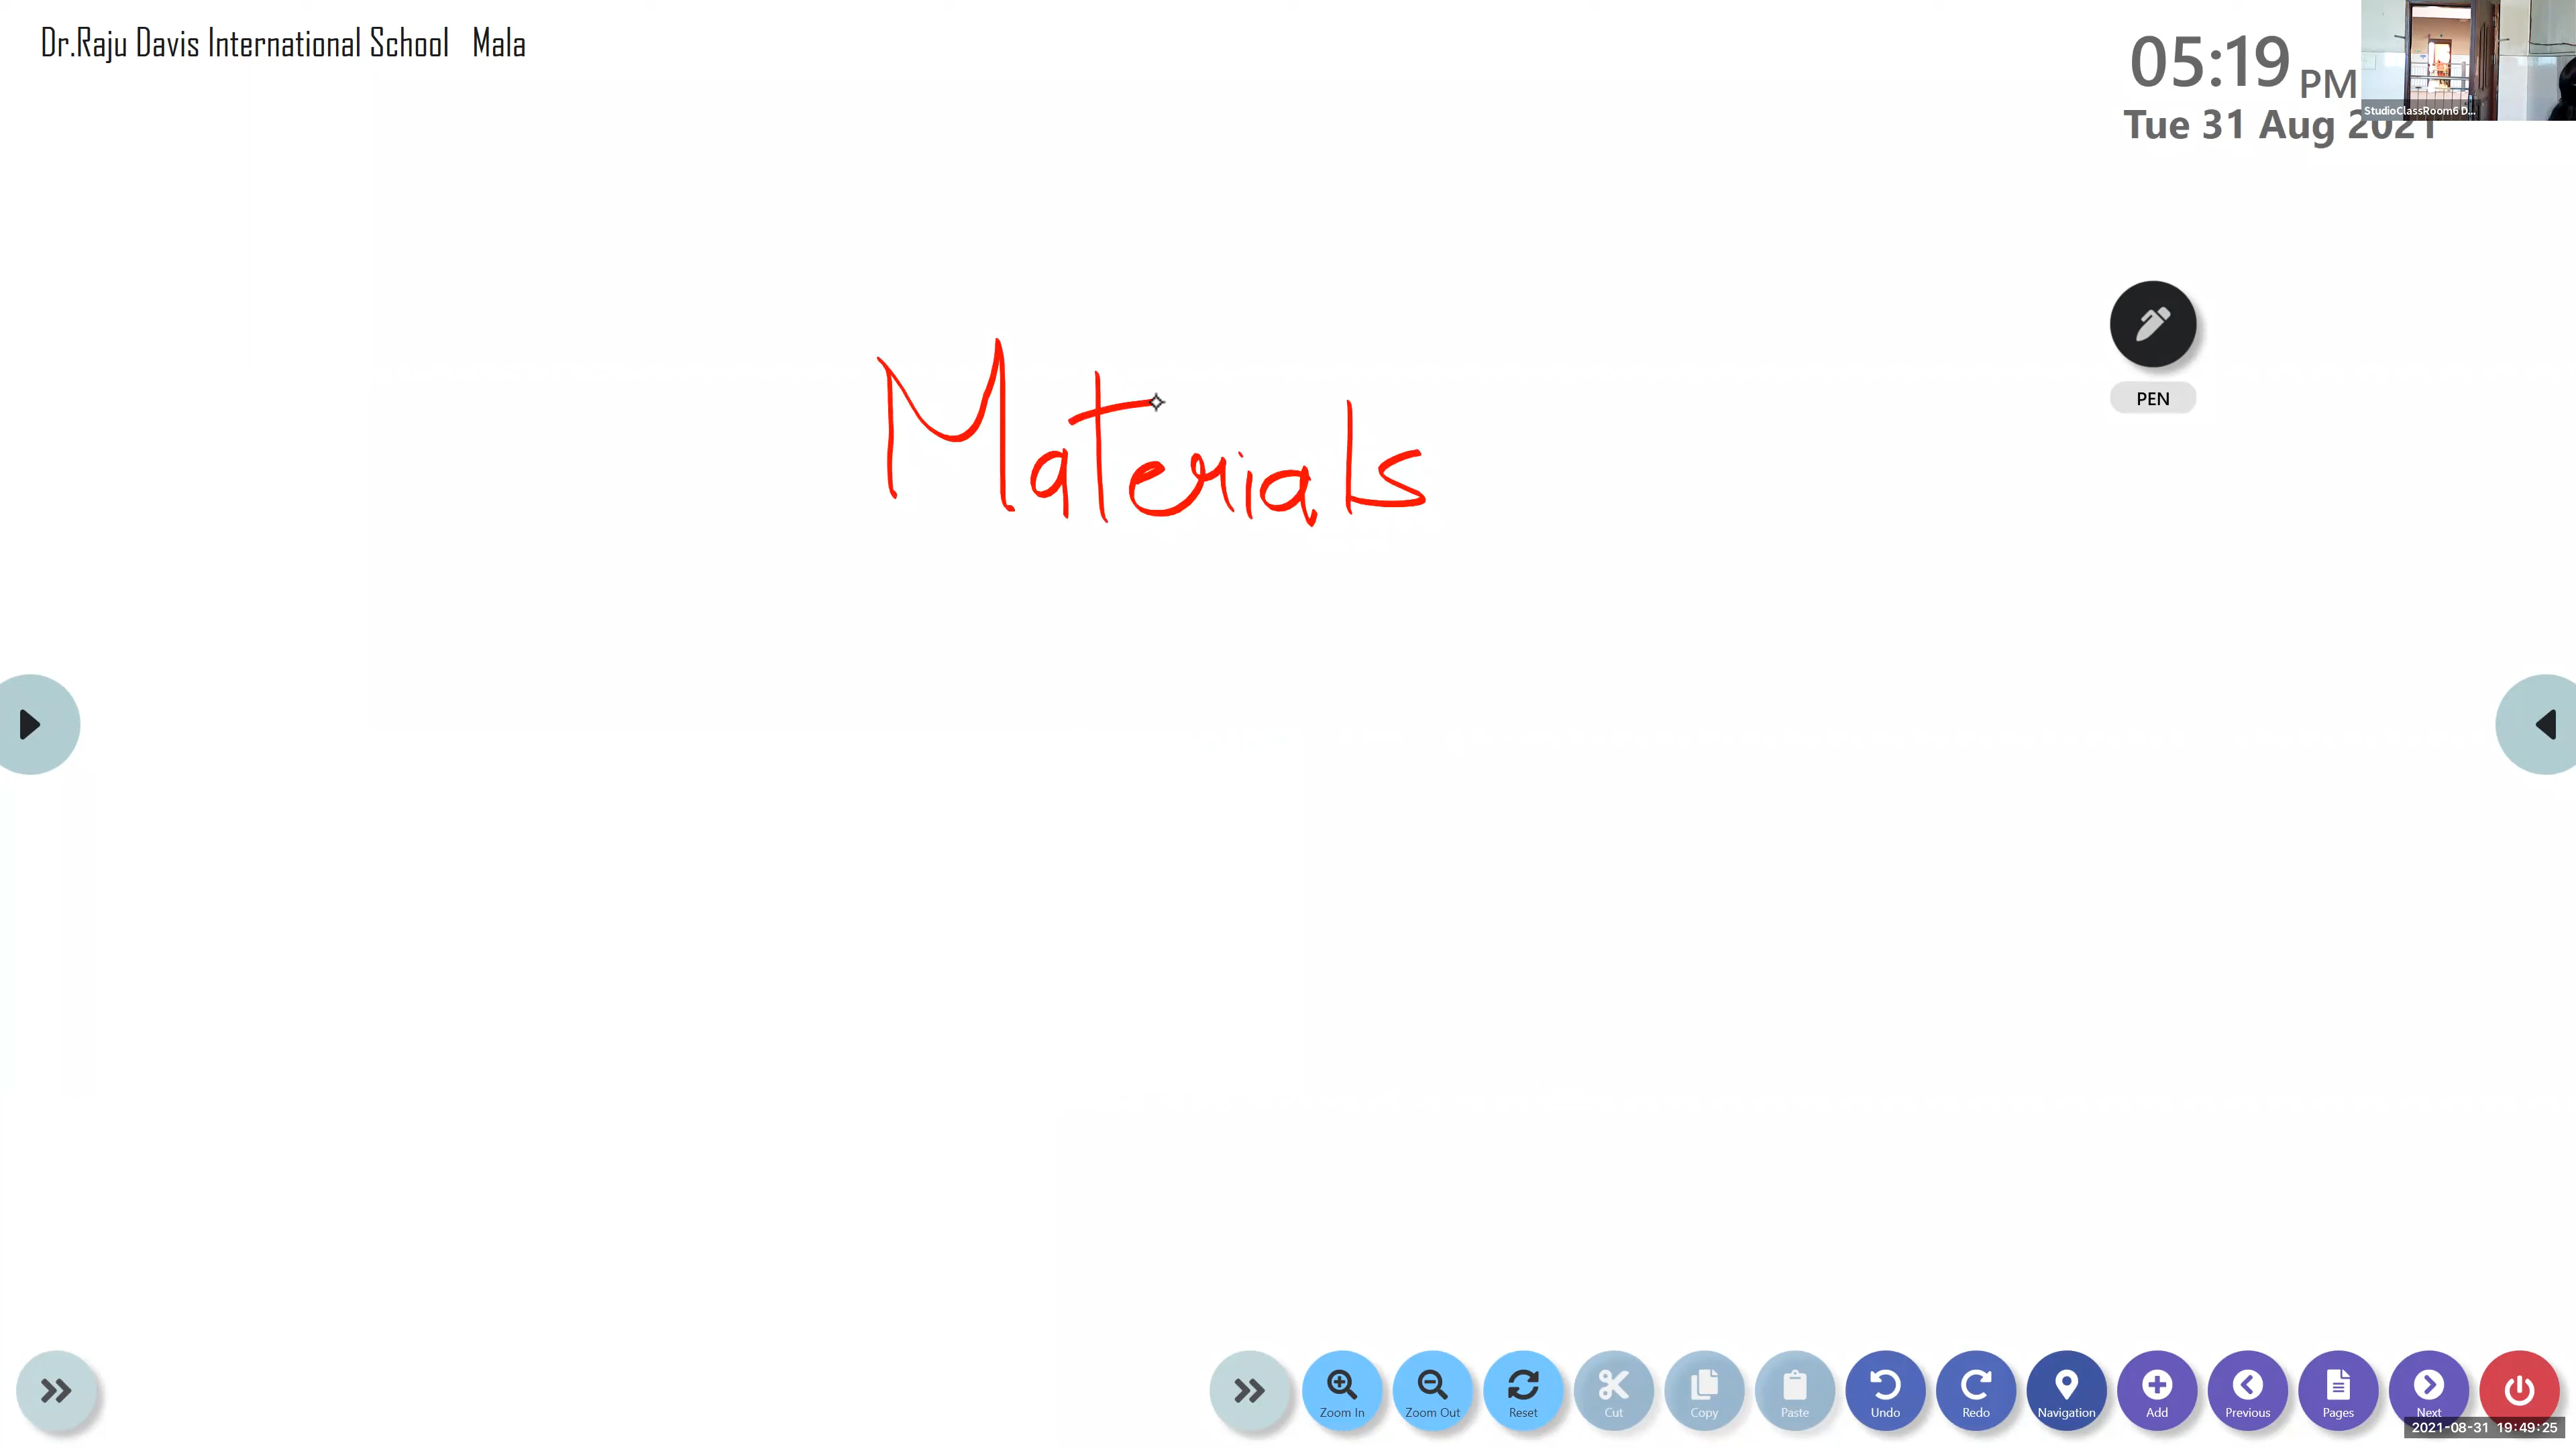 Dr.Raju Davis International School Mala
05:19 PM
Tue 31 Aug 2021
StudioClassRoom6 D...
Materials
PEN
Zoom In
Zoom Out
Reset
Cut
Copy
Paste
Undo
Redo
Navigation
Add
Previous
Pages
Next
2021-08-31 19:49:25